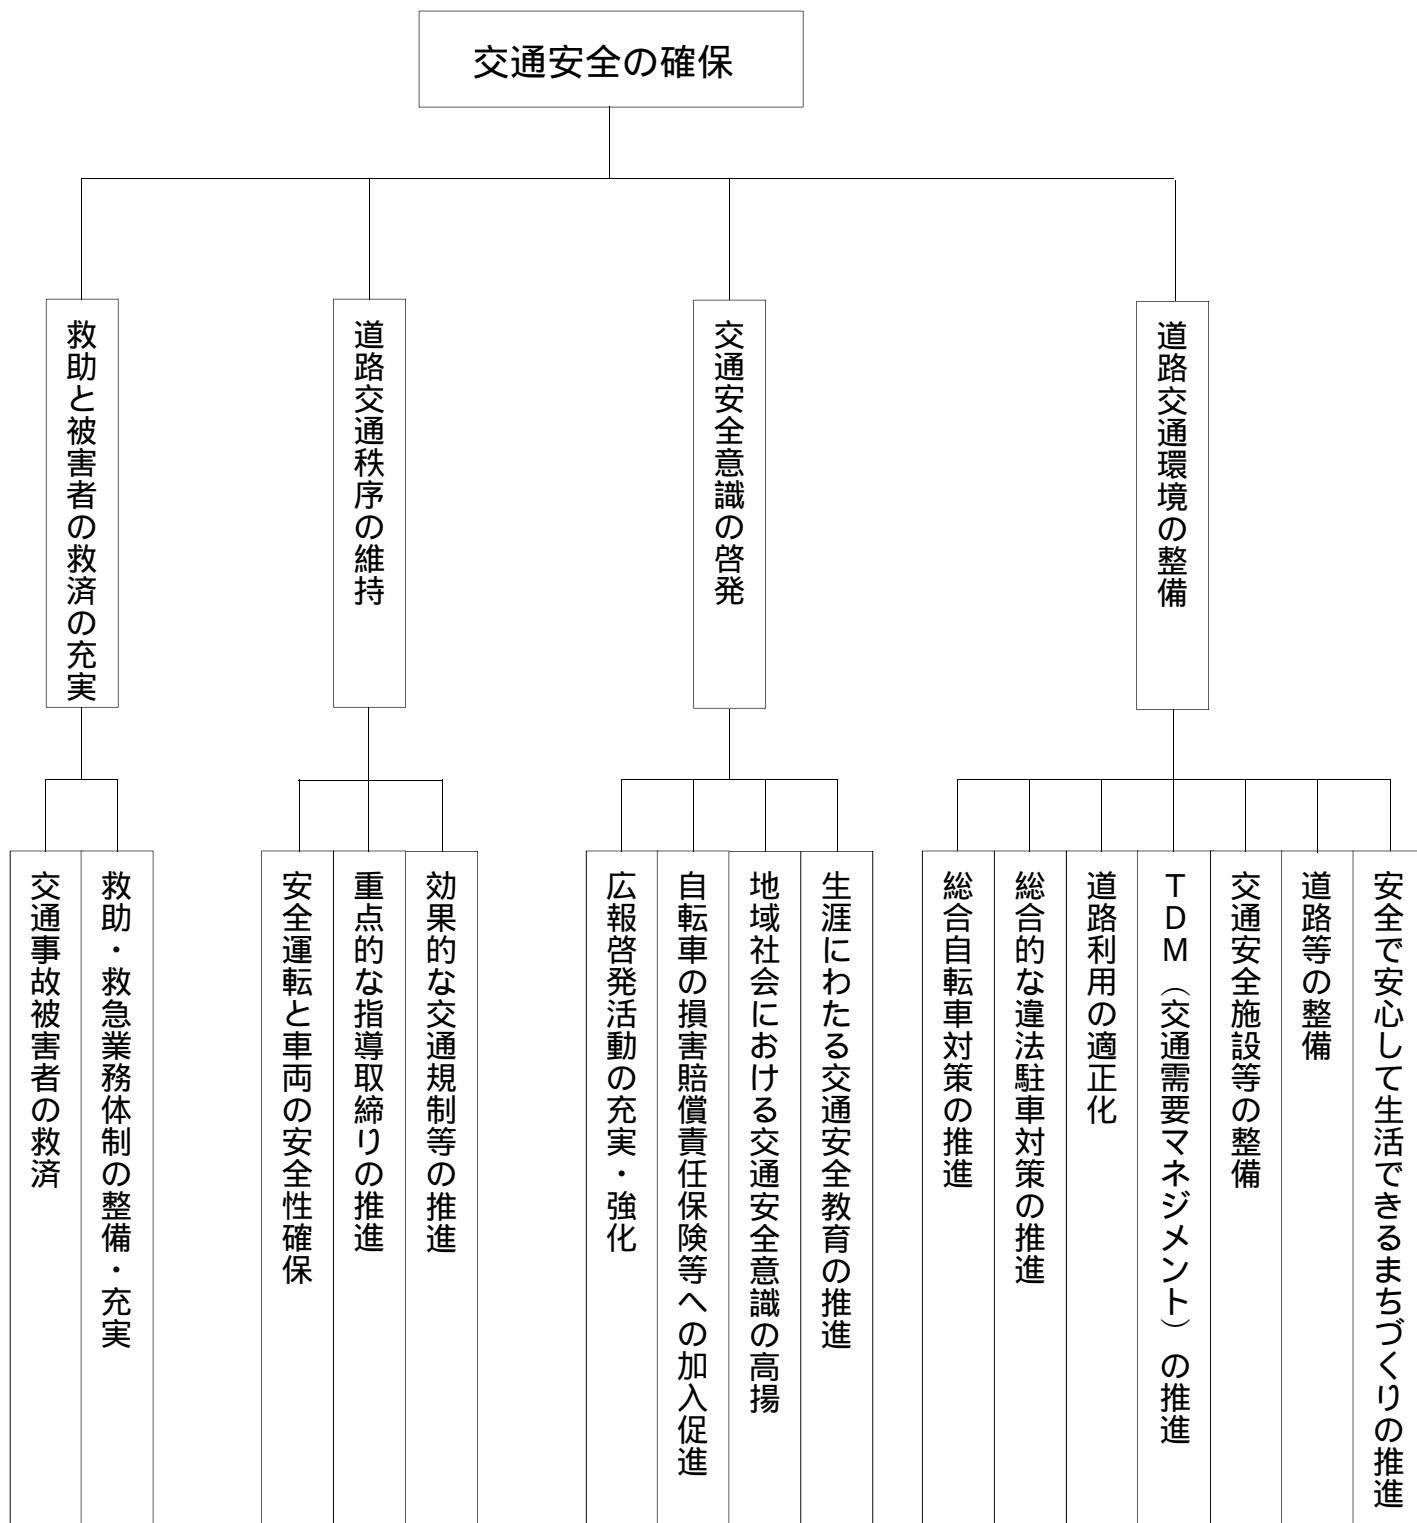 交通安全の確保
道路交通環境の整備
交通安全意識の啓発
道路交通秩序の維持
救助と被害者の救済の充実
安全で安心して生活できるまちづくりの推進
道路等の整備
交通安全施設等の整備
TDM（交通需要マネジメント）の推進
道路利用の適正化
総合的な違法駐車対策の推進
総合自転車対策の推進
生涯にわたる交通安全教育の推進
地域社会における交通安全意識の高揚
自転車の損害賠償責任保険等への加入促進
広報啓発活動の充実・強化
効果的な交通規制等の推進
重点的な指導取締りの推進
安全運転と車両の安全性確保
救助・救急業務体制の整備・充実
交通事故被害者の救済